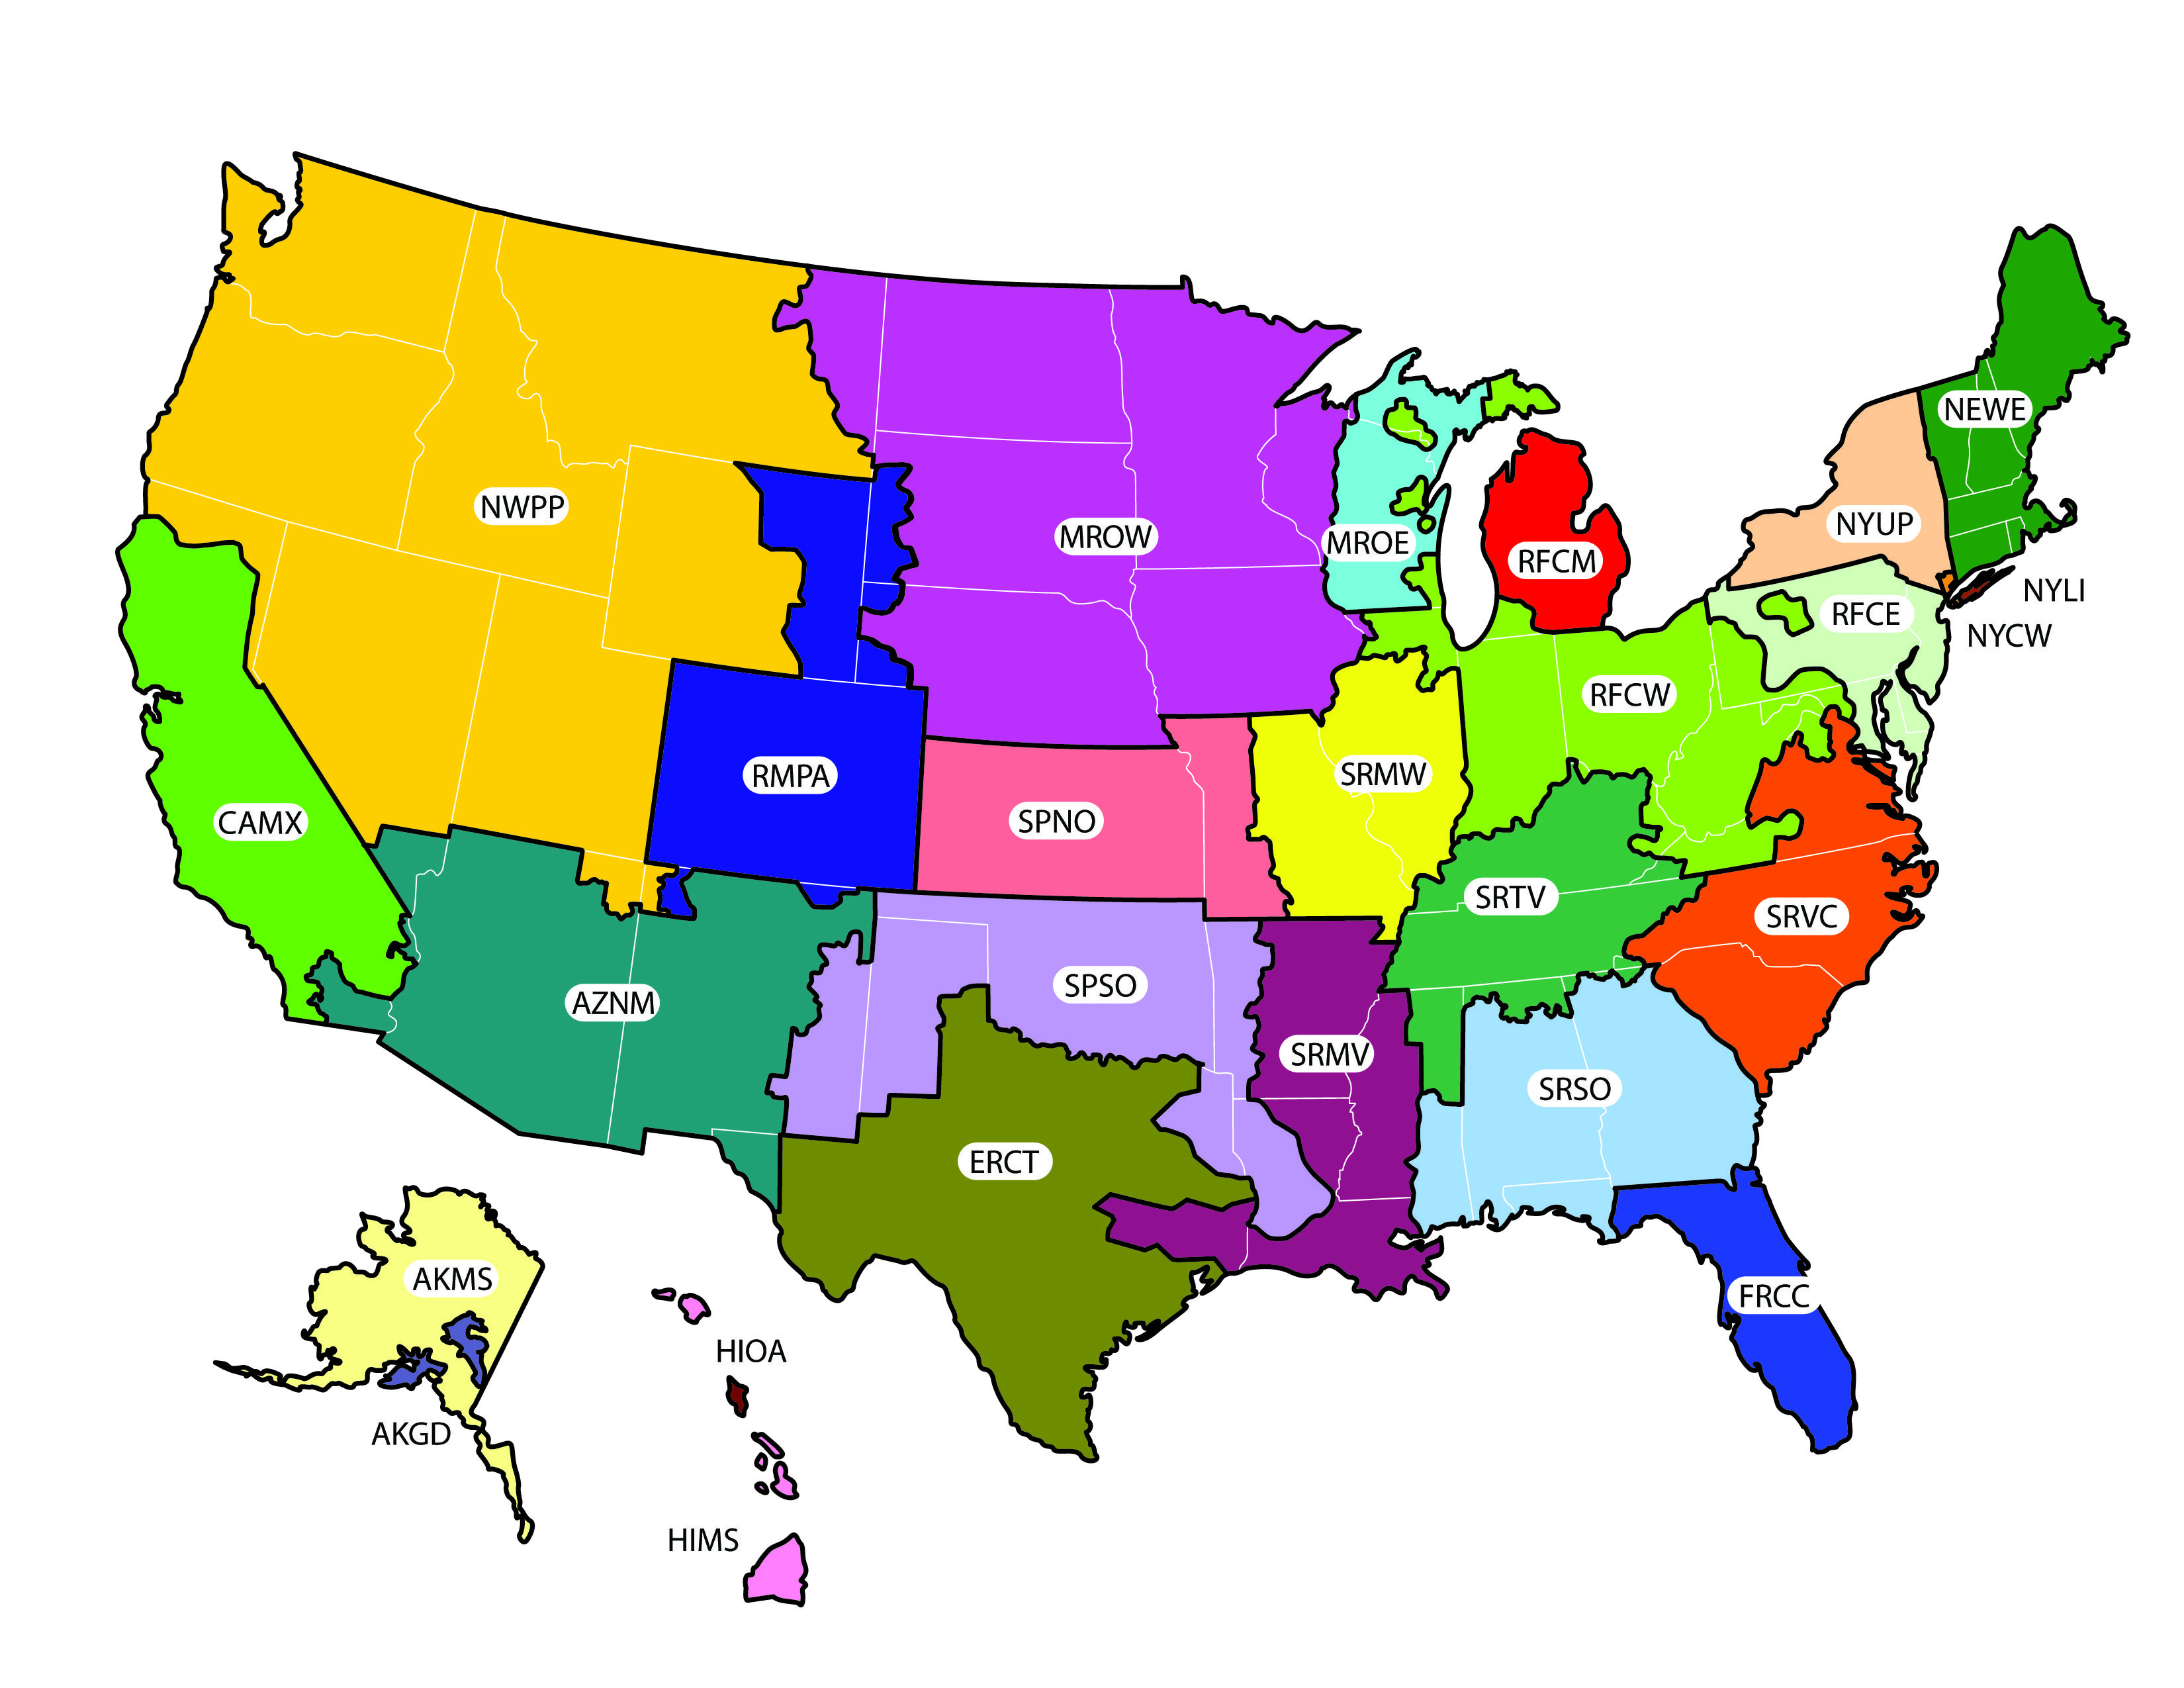 NEWE
NWPP
NYUP
MROW
MROE
RFCM
NYLI
RFCE
NYCW
RFCW
RMPA
SRMW
CAMX
SPNO
SRTV
SRVC
SPSO
AZNM
SRMV
SRSO
ERCT
AKMS
FRCC
HIOA
AKGD
HIMS